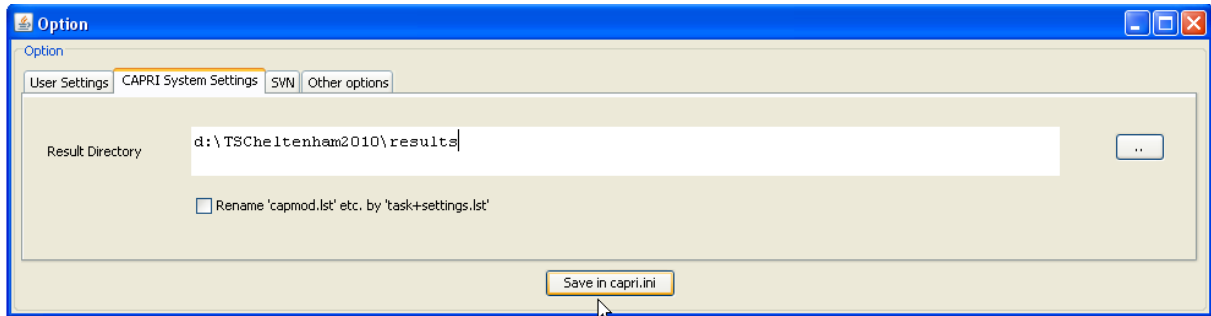 Option
Option
User Settings CAPRI System Settings SVN Other options
Result Directory d:\TSCheltenham2010\results ..
Rename 'capmod.lst' etc. by 'task+settings.lst'
Save in capri.ini